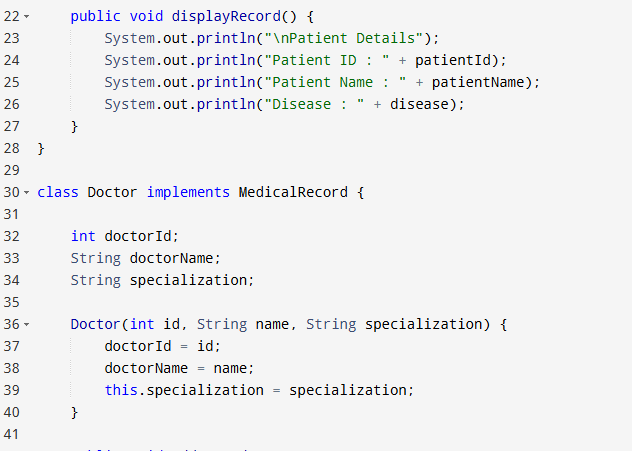 22 public void displayRecord() {
23 System.out.println("\nPatient Details");
24 System.out.println("Patient ID : " + patientId);
25 System.out.println("Patient Name : " + patientName);
26 System.out.println("Disease : " + disease);
27 }
28 }
29
30 class Doctor implements MedicalRecord {
31
32 int doctorId;
33 String doctorName;
34 String specialization;
35
36 Doctor(int id, String name, String specialization) {
37 doctorId = id;
38 doctorName = name;
39 this.specialization = specialization;
40 }
41